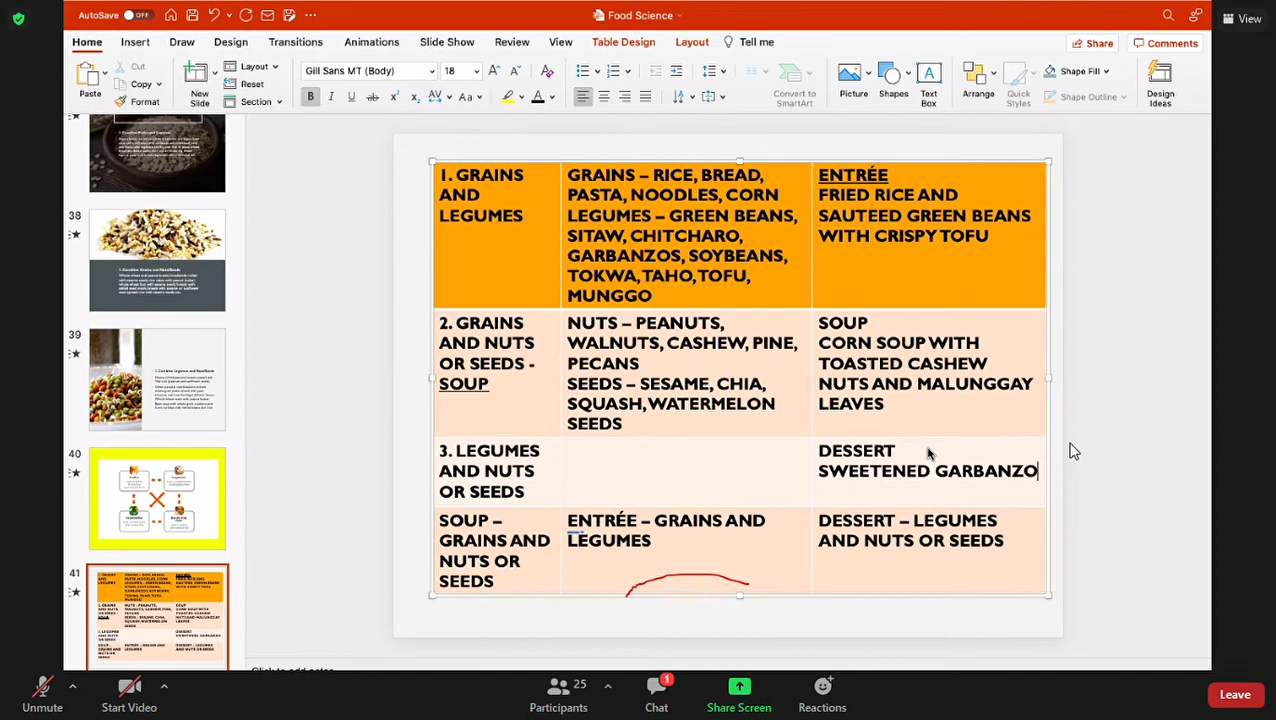 AutoSave OFF
Food Science
View
Home Insert Draw Design Transitions Animations Slide Show Review View Table Design Layout Tell me
Share Comments
Paste
Cut
Copy
Format
New Slide
Layout
Reset
Section
Gill Sans MT (Body) 18
Convert to SmartArt
Picture
Shapes
Text Box
Arrange
Quick Styles
Shape Fill
Shape Outline
Design Ideas
38
39
40
41
1. GRAINS
AND
LEGUMES
GRAINS – RICE, BREAD,
PASTA, NOODLES, CORN
LEGUMES – GREEN BEANS,
SITAW, CHITCHARO,
GARBANZOS, SOYBEANS,
TOKWA, TAHO, TOFU,
MUNGGO
ENTRÉE
FRIED RICE AND
SAUTEED GREEN BEANS
WITH CRISPY TOFU
2. GRAINS
AND NUTS
OR SEEDS -
SOUP
NUTS – PEANUTS,
WALNUTS, CASHEW, PINE,
PECANS
SEEDS – SESAME, CHIA,
SQUASH, WATERMELON
SEEDS
SOUP
CORN SOUP WITH
TOASTED CASHEW
NUTS AND MALUNGGAY
LEAVES
3. LEGUMES
AND NUTS
OR SEEDS
DESSERT
SWEETENED GARBANZO
SOUP –
GRAINS AND
NUTS OR
SEEDS
ENTRÉE – GRAINS AND
LEGUMES
DESSERT – LEGUMES
AND NUTS OR SEEDS
Click to add notes
Unmute
Start Video
25
Participants
1
Chat
Share Screen
Reactions
Leave